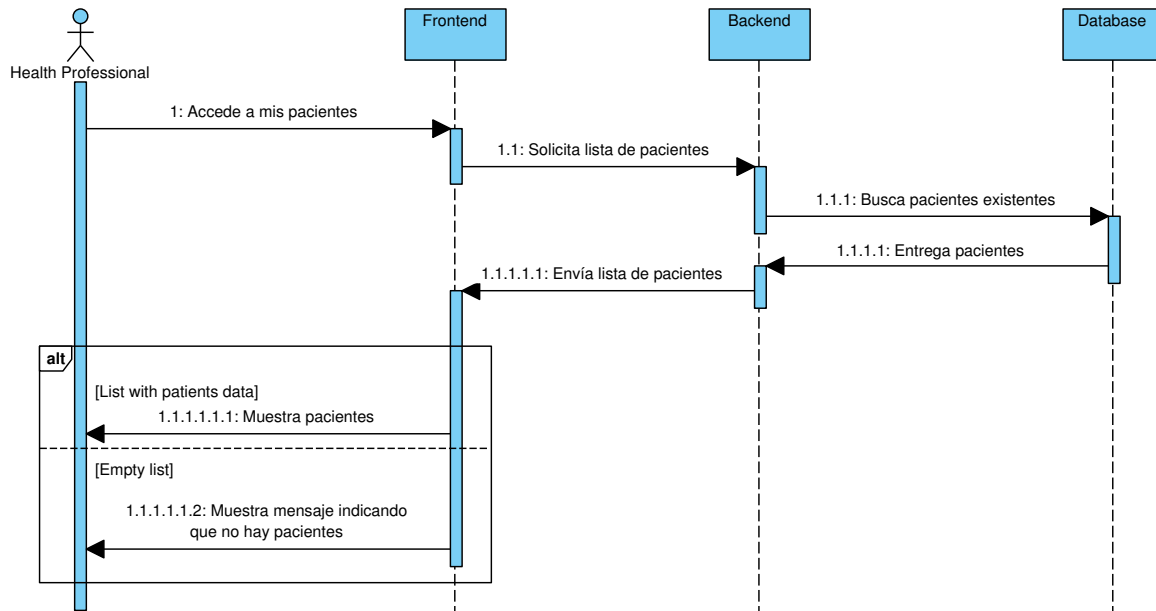 Frontend
Backend
Database
Health Professional
1: Accede a mis pacientes
1.1: Solicita lista de pacientes
1.1.1: Busca pacientes existentes
1.1.1.1: Entrega pacientes
1.1.1.1.1: Envía lista de pacientes
alt
[List with patients data]
1.1.1.1.1.1: Muestra pacientes
[Empty list]
1.1.1.1.1.2: Muestra mensaje indicando
que no hay pacientes